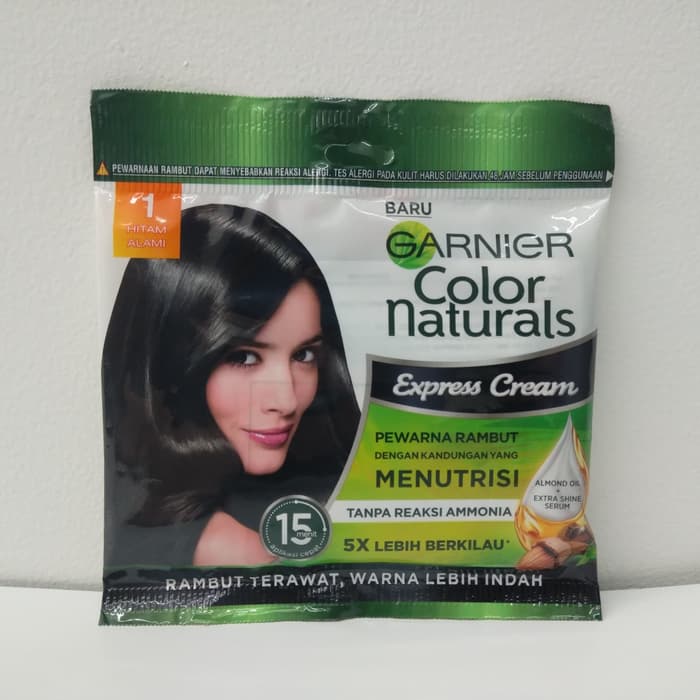 PEWARNAAN RAMBUT DAPAT MENYEBABKAN REAKSI ALERGI. TES ALERGI PADA KULIT HARUS DILAKUKAN 48 JAM SEBELUM PENGGUNAAN
1
HITAM
ALAMI
BARU
GARNIER
Color
Naturals
Express Cream
PEWARNA RAMBUT
DENGAN KANDUNGAN YANG
MENUTRISI
ALMOND OIL
+
EXTRA SHINE
SERUM
TANPA REAKSI AMMONIA
5X LEBIH BERKILAU*
15
menit
aplikasi cepat
RAMBUT TERAWAT, WARNA LEBIH INDAH